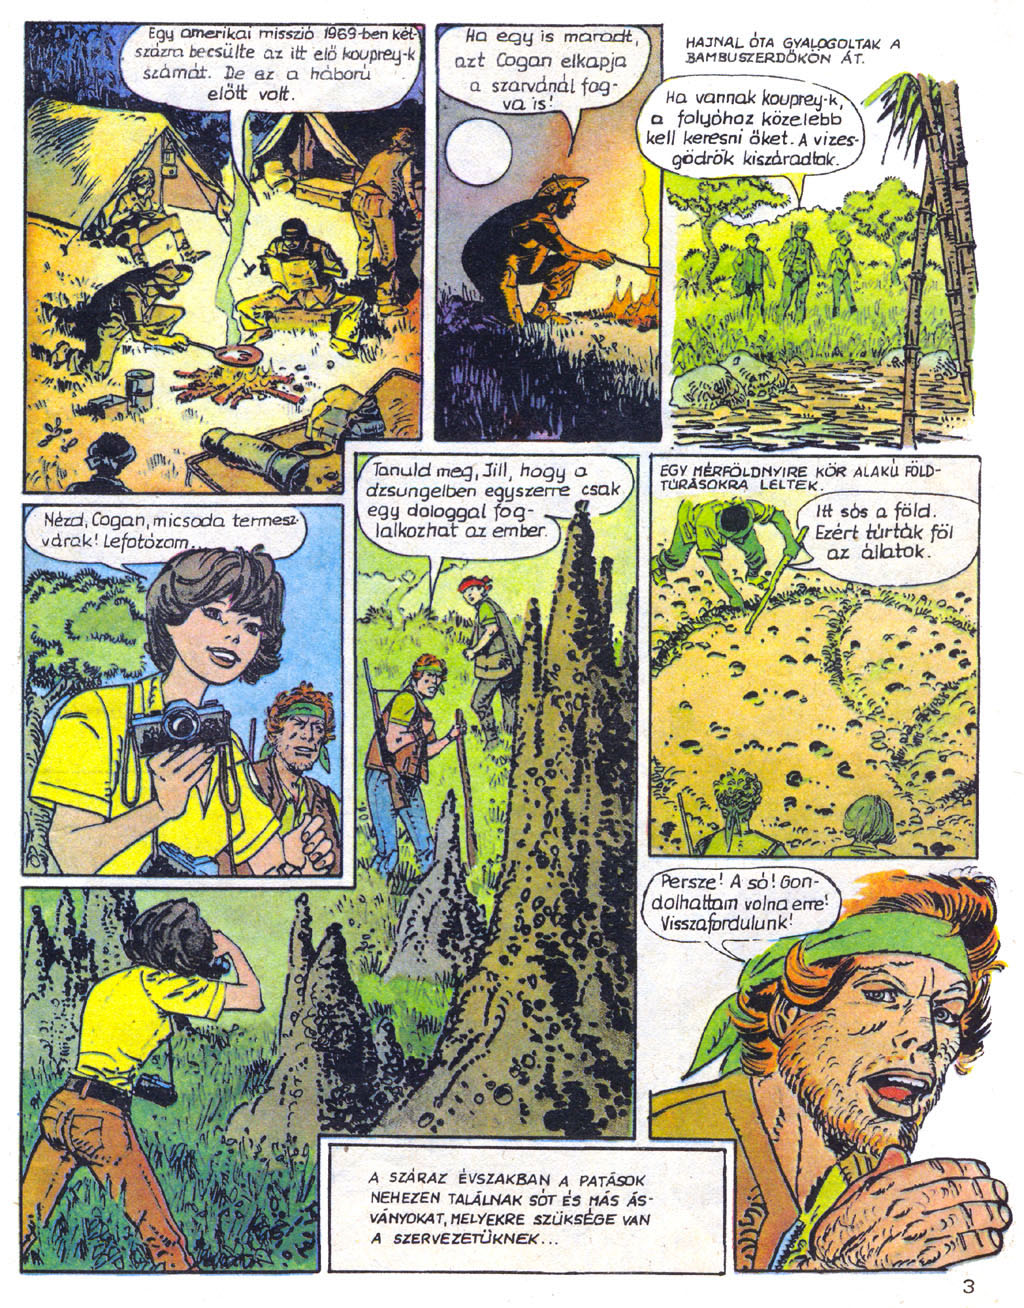 Egy amerikai misszió 1969-ben két-
százra becsülte az itt élő kouprey-k
számát. De ez a háború
előtt volt.
Ha egy is maradt,
azt Cogan elkapja
a szarvánál fog-
va is!
HAJNAL ÓTA GYALOGOLTAK A
BAMBUSZERDŐKÖN ÁT.
Ha vannak kouprey-k,
a folyóhoz közelebb
kell keresni őket. A vizes-
gödrök kiszáradtak.
Nézd, Cogan, micsoda termesz-
várak! Lefotózom.
Tanuld meg, Jill, hogy a
dzsungelben egyszerre csak
egy dologgal fog-
lalkozhat az ember.
EGY MÉRFÖLDNYIRE KÖR ALAKÚ FÖLD-
TÚRÁSOKRA LELTEK.
Itt sós a föld.
Ezért túrták föl
az állatok.
Persze! A só! Gon-
dolhattam volna erre!
Visszafordulunk!
A SZÁRAZ ÉVSZAKBAN A PATÁSOK
NEHEZEN TALÁLNAK SÓT ÉS MÁS ÁS-
VÁNYOKAT, MELYEKRE SZÜKSÉGE VAN
A SZERVEZETÜKNEK...
3